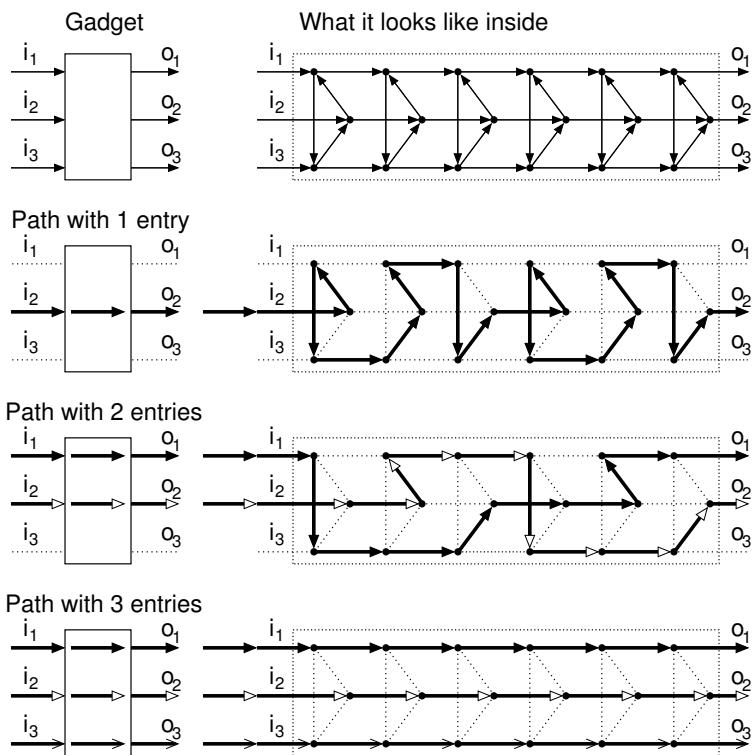 Gadget What it looks like inside
i1 o1 i1 o1
i2 o2 i2 o2
i3 o3 i3 o3
Path with 1 entry
i1 o1 i1 o1
i2 o2 i2 o2
i3 o3 i3 o3
Path with 2 entries
i1 o1 i1 o1
i2 o2 i2 o2
i3 o3 i3 o3
Path with 3 entries
i1 o1 i1 o1
i2 o2 i2 o2
i3 o3 i3 o3